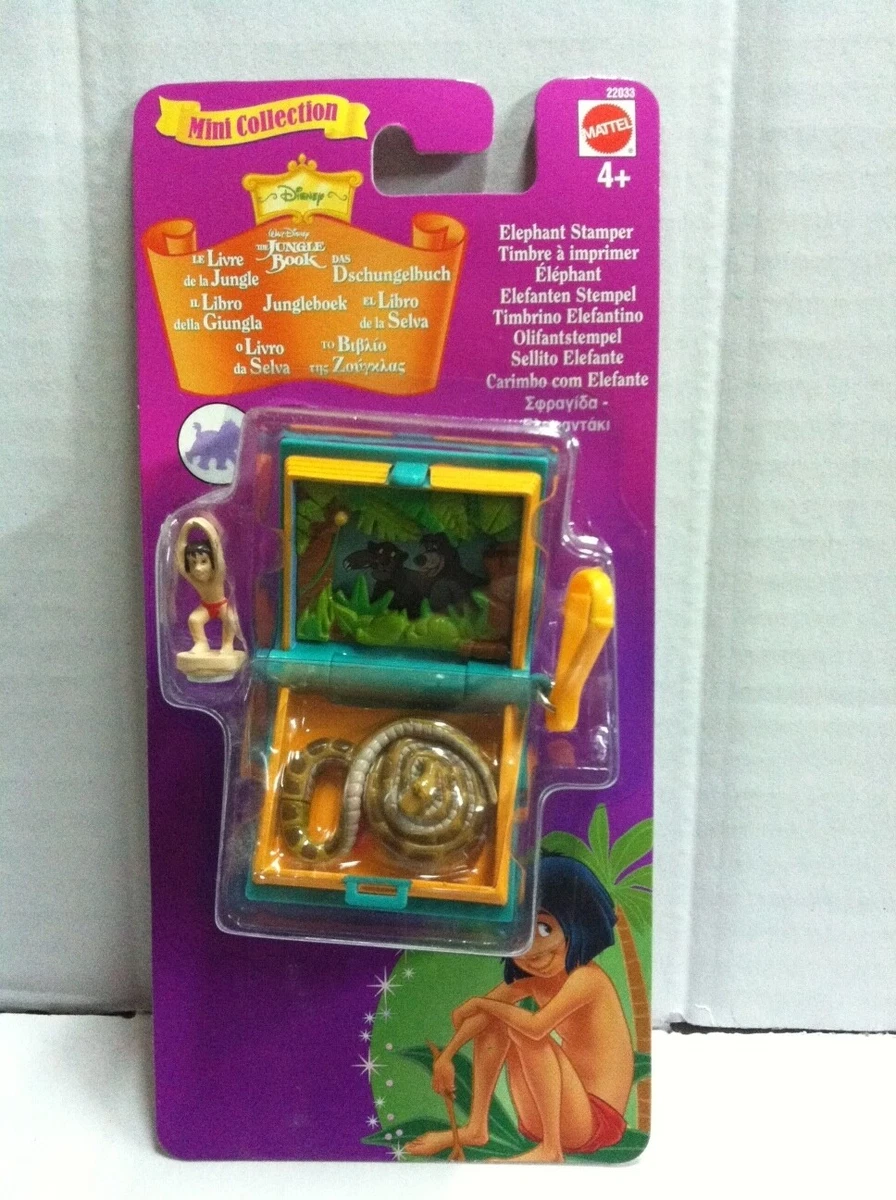 Mini Collection
22033
MATTEL
4+
Disney
Walt Disney
THE JUNGLE
BOOK
LE Livre
de la Jungle
DAS
Dschungelbuch
IL Libro
della Giungla
Jungleboek
EL Libro
de la Selva
O Livro
da Selva
ΤΟ Βιβλίο
της Ζούγκλας
Elephant Stamper
Timbre à imprimer
Éléphant
Elefanten Stempel
Timbrino Elefantino
Olifantstempel
Sellito Elefante
Carimbo com Elefante
Σφραγίδα -